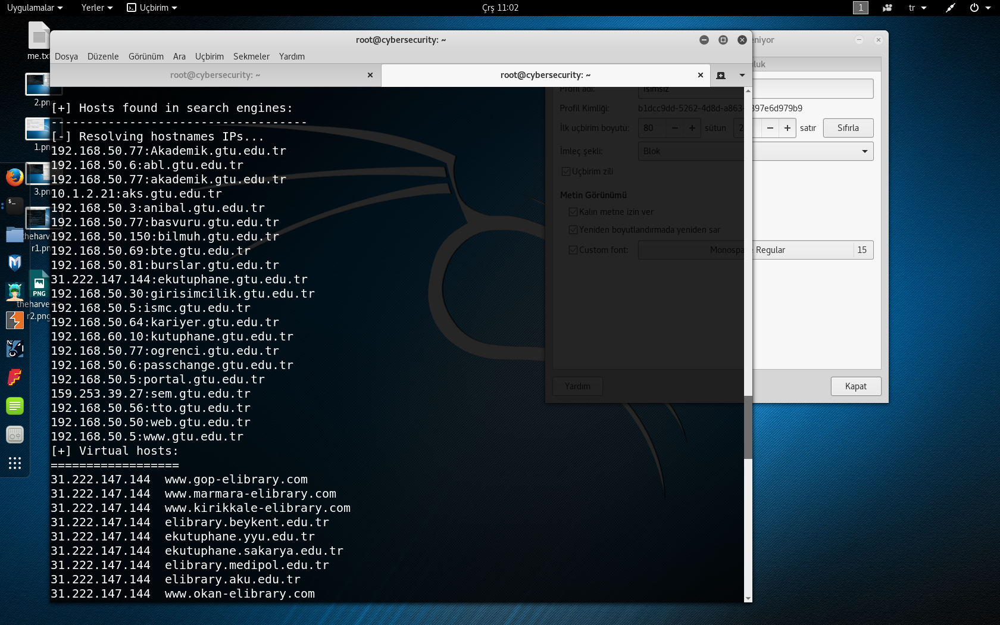 Uygulamalar Yerler Uçbirim Çrş 11:02 1 tr
me.txt
2.png
1.png
3.png
theharves
r1.png
PNG
theharves
r2.png
root@cybersecurity: ~
Dosya Düzenle Görünüm Ara Uçbirim Sekmeler Yardım
root@cybersecurity: ~ root@cybersecurity: ~
[+] Hosts found in search engines:
------------------------------------
[-] Resolving hostnames IPs...
192.168.50.77:Akademik.gtu.edu.tr
192.168.50.6:abl.gtu.edu.tr
192.168.50.77:akademik.gtu.edu.tr
10.1.2.21:aks.gtu.edu.tr
192.168.50.3:anibal.gtu.edu.tr
192.168.50.77:basvuru.gtu.edu.tr
192.168.50.150:bilmuh.gtu.edu.tr
192.168.50.69:bte.gtu.edu.tr
192.168.50.81:burslar.gtu.edu.tr
31.222.147.144:ekutuphane.gtu.edu.tr
192.168.50.30:girisimcilik.gtu.edu.tr
192.168.50.5:ismc.gtu.edu.tr
192.168.50.64:kariyer.gtu.edu.tr
192.168.60.10:kutuphane.gtu.edu.tr
192.168.50.77:ogrenci.gtu.edu.tr
192.168.50.6:passchange.gtu.edu.tr
192.168.50.5:portal.gtu.edu.tr
159.253.39.27:sem.gtu.edu.tr
192.168.50.56:tto.gtu.edu.tr
192.168.50.50:web.gtu.edu.tr
192.168.50.5:www.gtu.edu.tr
[+] Virtual hosts:
==================
31.222.147.144 www.gop-elibrary.com
31.222.147.144 www.marmara-elibrary.com
31.222.147.144 www.kirikkale-elibrary.com
31.222.147.144 elibrary.beykent.edu.tr
31.222.147.144 ekutuphane.yyu.edu.tr
31.222.147.144 ekutuphane.sakarya.edu.tr
31.222.147.144 elibrary.medipol.edu.tr
31.222.147.144 elibrary.aku.edu.tr
31.222.147.144 www.okan-elibrary.com
eniyor
luk
Profil adı: İsimsiz
Profil Kimliği: b1dcc9dd-5262-4d8d-a863-897e6d979b9
İlk uçbirim boyutu: 80 sütun 2 satır Sıfırla
İmleç şekli: Blok
Uçbirim zili
Metin Görünümü
Kalın metne izin ver
Yeniden boyutlandırmada yeniden sar
Custom font: Monospace Regular 15
Yardım Kapat